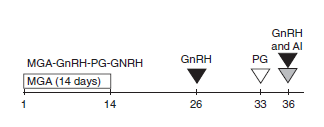 GnRH
and AI
MGA-GnRH-PG-GNRH
GnRH
PG
MGA (14 days)
1
14
26
33
36